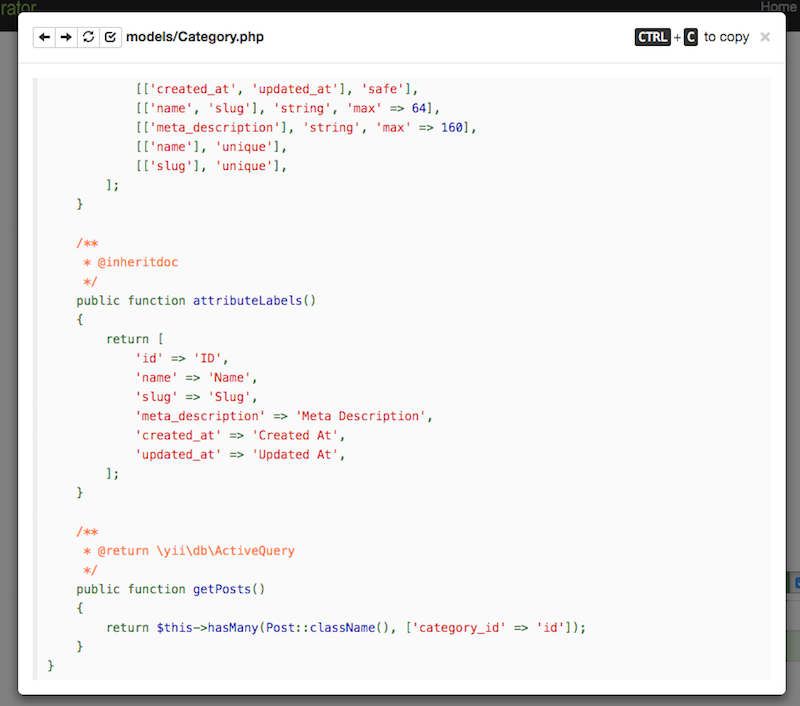 rator
Home
models/Category.php
CTRL + C to copy ×
[['created_at', 'updated_at'], 'safe'],
[['name', 'slug'], 'string', 'max' => 64],
[['meta_description'], 'string', 'max' => 160],
[['name'], 'unique'],
[['slug'], 'unique'],
];
}
/**
* @inheritdoc
*/
public function attributeLabels()
{
return [
'id' => 'ID',
'name' => 'Name',
'slug' => 'Slug',
'meta_description' => 'Meta Description',
'created_at' => 'Created At',
'updated_at' => 'Updated At',
];
}
/**
* @return \yii\db\ActiveQuery
*/
public function getPosts()
{
return $this->hasMany(Post::className(), ['category_id' => 'id']);
}
}